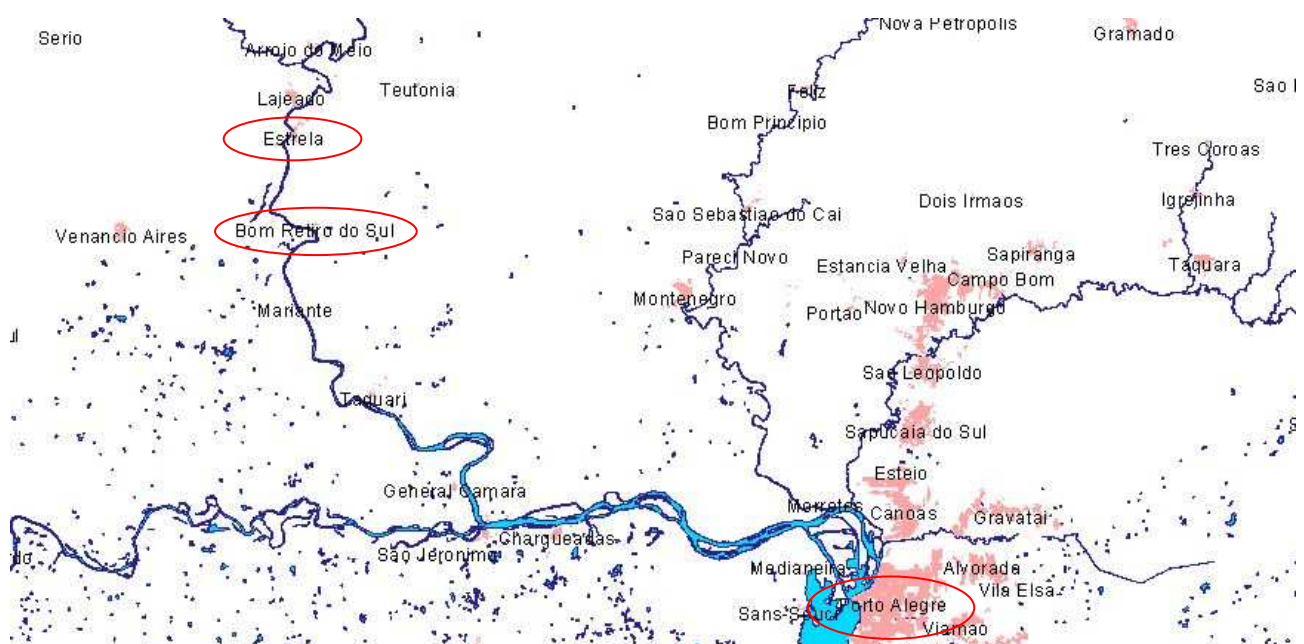 Nova Petropolis
Gramado
Serio
Arroio do Meio
Teutonia
Lajeado
Feliz
Sao
Bom Principio
Estrela
Tres Coroas
Dois Irmaos
Igrejinha
Sao Sebastiao do Cai
Venancio Aires
Bom Retiro do Sul
Pareci Novo
Estancia Velha
Sapiranga
Taquara
Campo Bom
Montenegro
Mariante
Portao
Novo Hamburgo
Sao Leopoldo
Taquari
Sapucaia do Sul
Esteio
General Camara
Merretes
Canoas
Gravatai
Sao Jeronimo
Charqueadas
Medianeira
Alvorada
Vila Elsa
Sans-Souci
Porto Alegre
Viamao